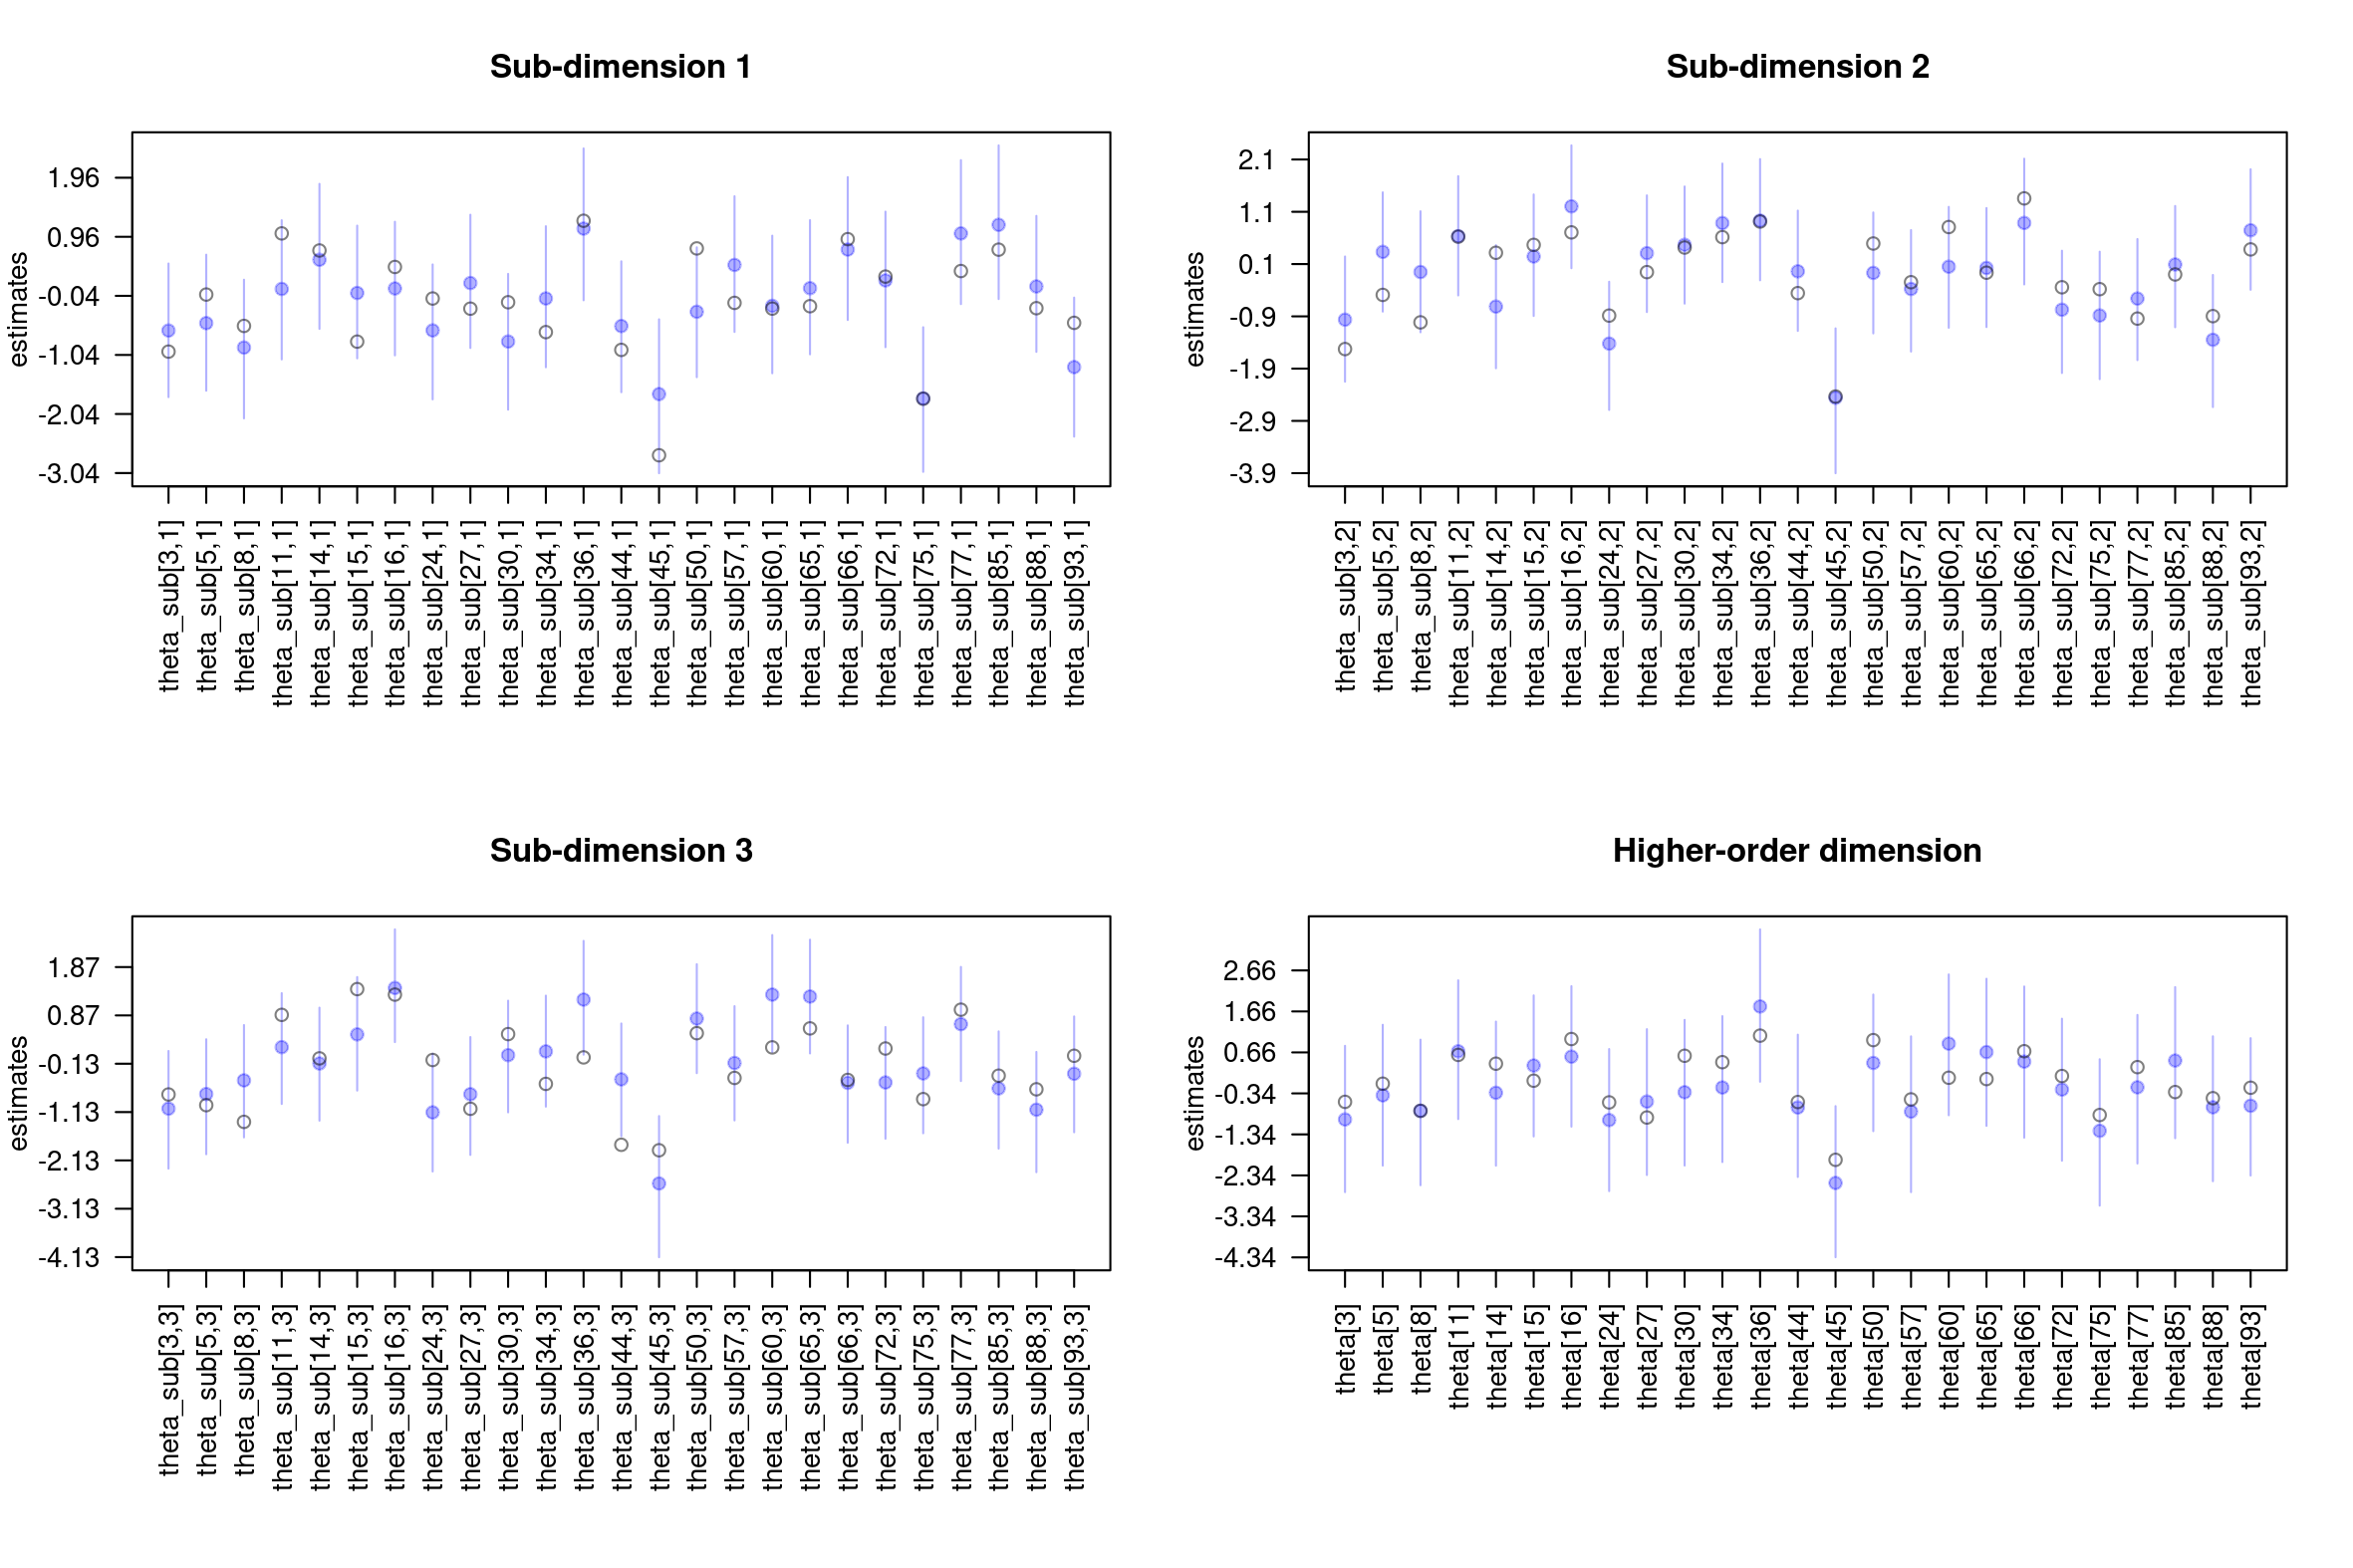 Sub-dimension 1
estimates
1.96
0.96
-0.04
-1.04
-2.04
-3.04
theta_sub[3,1]
theta_sub[5,1]
theta_sub[8,1]
theta_sub[11,1]
theta_sub[14,1]
theta_sub[15,1]
theta_sub[16,1]
theta_sub[24,1]
theta_sub[27,1]
theta_sub[30,1]
theta_sub[34,1]
theta_sub[36,1]
theta_sub[44,1]
theta_sub[45,1]
theta_sub[50,1]
theta_sub[57,1]
theta_sub[60,1]
theta_sub[65,1]
theta_sub[66,1]
theta_sub[72,1]
theta_sub[75,1]
theta_sub[77,1]
theta_sub[85,1]
theta_sub[88,1]
theta_sub[93,1]
Sub-dimension 2
estimates
2.1
1.1
0.1
-0.9
-1.9
-2.9
-3.9
theta_sub[3,2]
theta_sub[5,2]
theta_sub[8,2]
theta_sub[11,2]
theta_sub[14,2]
theta_sub[15,2]
theta_sub[16,2]
theta_sub[24,2]
theta_sub[27,2]
theta_sub[30,2]
theta_sub[34,2]
theta_sub[36,2]
theta_sub[44,2]
theta_sub[45,2]
theta_sub[50,2]
theta_sub[57,2]
theta_sub[60,2]
theta_sub[65,2]
theta_sub[66,2]
theta_sub[72,2]
theta_sub[75,2]
theta_sub[77,2]
theta_sub[85,2]
theta_sub[88,2]
theta_sub[93,2]
Sub-dimension 3
estimates
1.87
0.87
-0.13
-1.13
-2.13
-3.13
-4.13
theta_sub[3,3]
theta_sub[5,3]
theta_sub[8,3]
theta_sub[11,3]
theta_sub[14,3]
theta_sub[15,3]
theta_sub[16,3]
theta_sub[24,3]
theta_sub[27,3]
theta_sub[30,3]
theta_sub[34,3]
theta_sub[36,3]
theta_sub[44,3]
theta_sub[45,3]
theta_sub[50,3]
theta_sub[57,3]
theta_sub[60,3]
theta_sub[65,3]
theta_sub[66,3]
theta_sub[72,3]
theta_sub[75,3]
theta_sub[77,3]
theta_sub[85,3]
theta_sub[88,3]
theta_sub[93,3]
Higher-order dimension
estimates
2.66
1.66
0.66
-0.34
-1.34
-2.34
-3.34
-4.34
theta[3]
theta[5]
theta[8]
theta[11]
theta[14]
theta[15]
theta[16]
theta[24]
theta[27]
theta[30]
theta[34]
theta[36]
theta[44]
theta[45]
theta[50]
theta[57]
theta[60]
theta[65]
theta[66]
theta[72]
theta[75]
theta[77]
theta[85]
theta[88]
theta[93]